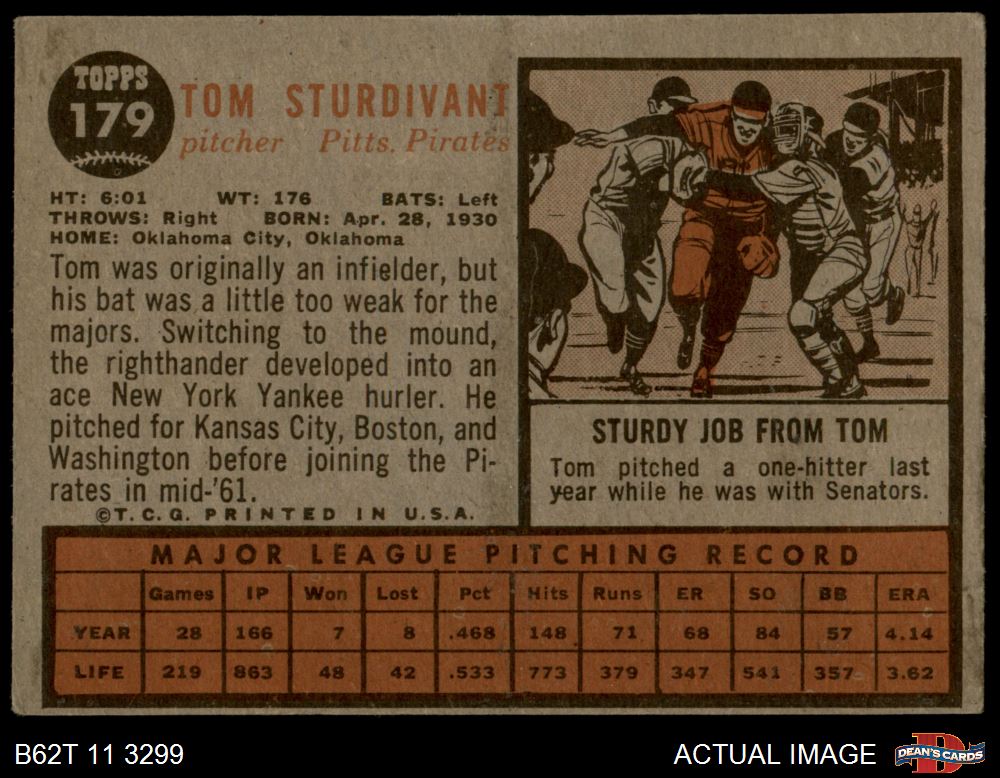 TOPPS
179
TOM STURDIVANT
pitcher Pitts. Pirates
HT: 6:01 WT: 176 BATS: Left
THROWS: Right BORN: Apr. 28, 1930
HOME: Oklahoma City, Oklahoma
Tom was originally an infielder, but
his bat was a little too weak for the
majors. Switching to the mound,
the righthander developed into an
ace New York Yankee hurler. He
pitched for Kansas City, Boston, and
Washington before joining the Pi-
rates in mid-'61.
©T.C.G. PRINTED IN U.S.A.
STURDY JOB FROM TOM
Tom pitched a one-hitter last
year while he was with Senators.
MAJOR LEAGUE PITCHING RECORD
Games IP Won Lost Pct Hits Runs ER SO BB ERA
YEAR 28 166 7 8 .468 148 71 68 84 57 4.14
LIFE 219 863 48 42 .533 773 379 347 541 357 3.62
B62T 11 3299
ACTUAL IMAGE
DEAN'S CARDS